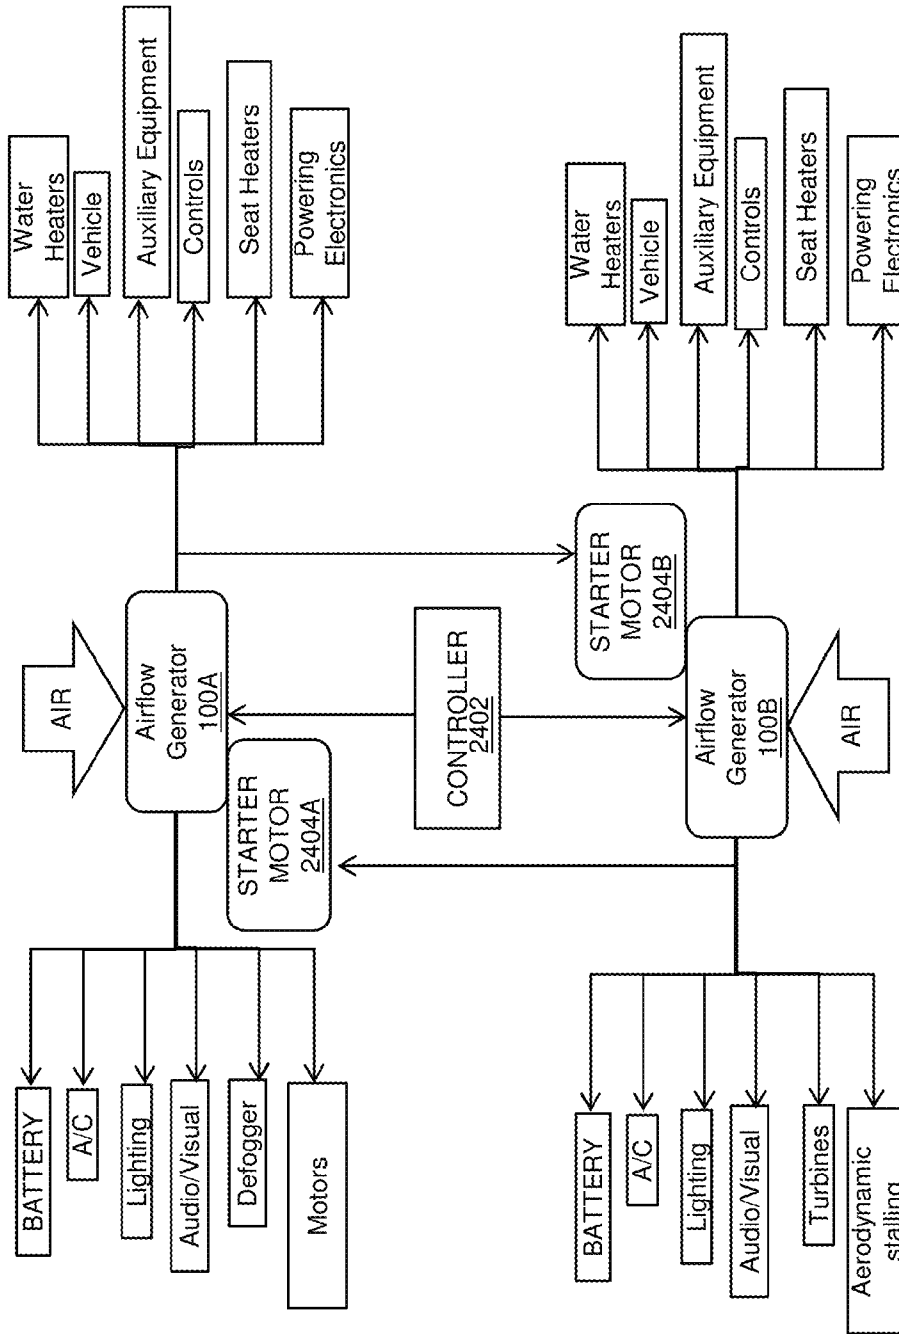 BATTERY
A/C
Lighting
Audio/Visual
Defogger
Motors
AIR
Airflow
Generator
100A
STARTER
MOTOR
2404A
Water
Heaters
Vehicle
Auxiliary Equipment
Controls
Seat Heaters
Powering
Electronics
CONTROLLER
2402
STARTER
MOTOR
2404B
BATTERY
A/C
Lighting
Audio/Visual
Turbines
Aerodynamic
stalling
Airflow
Generator
100B
AIR
Water
Heaters
Vehicle
Auxiliary Equipment
Controls
Seat Heaters
Powering
Electronics